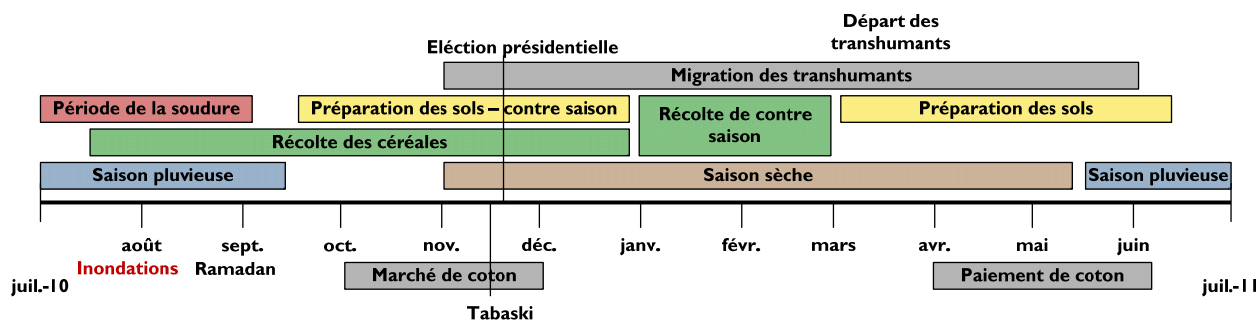 Départ des
transhumants
Eléction présidentielle
Migration des transhumants
Période de la soudure
Préparation des sols – contre saison
Récolte de contre
saison
Préparation des sols
Récolte des céréales
Saison pluvieuse
Saison sèche
Saison pluvieuse
août
sept.
oct.
nov.
déc.
janv.
févr.
mars
avr.
mai
juin
Inondations
Ramadan
Marché de coton
Paiement de coton
juil.-10
juil.-11
Tabaski